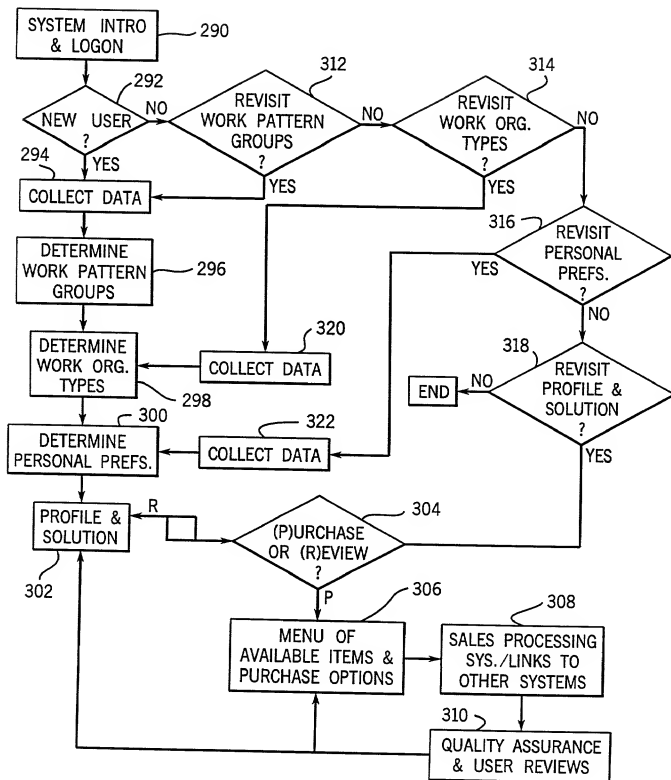 SYSTEM INTRO
& LOGON
290
292
NEW USER
?
NO
YES
312
REVISIT
WORK PATTERN
GROUPS
?
NO
YES
314
REVISIT
WORK ORG.
TYPES
?
NO
YES
294
COLLECT DATA
316
REVISIT
PERSONAL
PREFS.
?
YES
NO
DETERMINE
WORK PATTERN
GROUPS
296
320
COLLECT DATA
DETERMINE
WORK ORG.
TYPES
298
318
REVISIT
PROFILE &
SOLUTION
?
NO
YES
END
300
DETERMINE
PERSONAL PREFS.
322
COLLECT DATA
PROFILE &
SOLUTION
302
R
304
(P)URCHASE
OR (R)EVIEW
?
P
306
MENU OF
AVAILABLE ITEMS &
PURCHASE OPTIONS
308
SALES PROCESSING
SYS./LINKS TO
OTHER SYSTEMS
310
QUALITY ASSURANCE
& USER REVIEWS